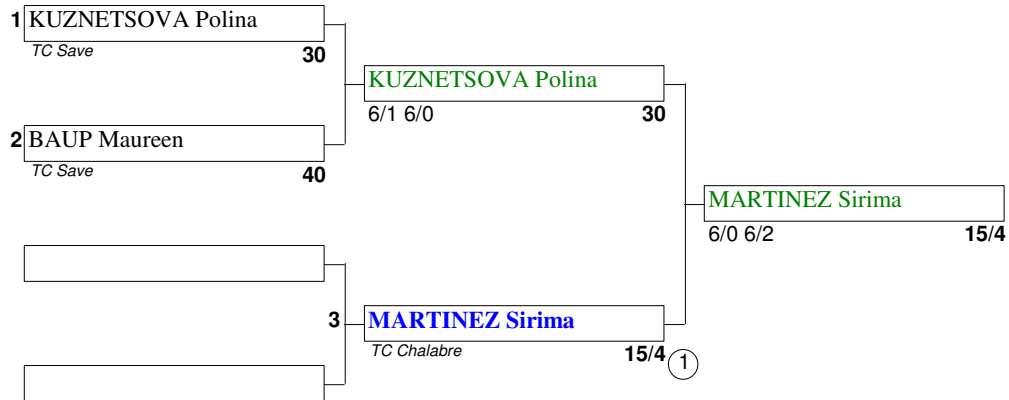 1 KUZNETSOVA Polina
TC Save 30
KUZNETSOVA Polina
6/1 6/0 30
2 BAUP Maureen
TC Save 40
MARTINEZ Sirima
6/0 6/2 15/4
3 MARTINEZ Sirima
TC Chalabre 15/4 1